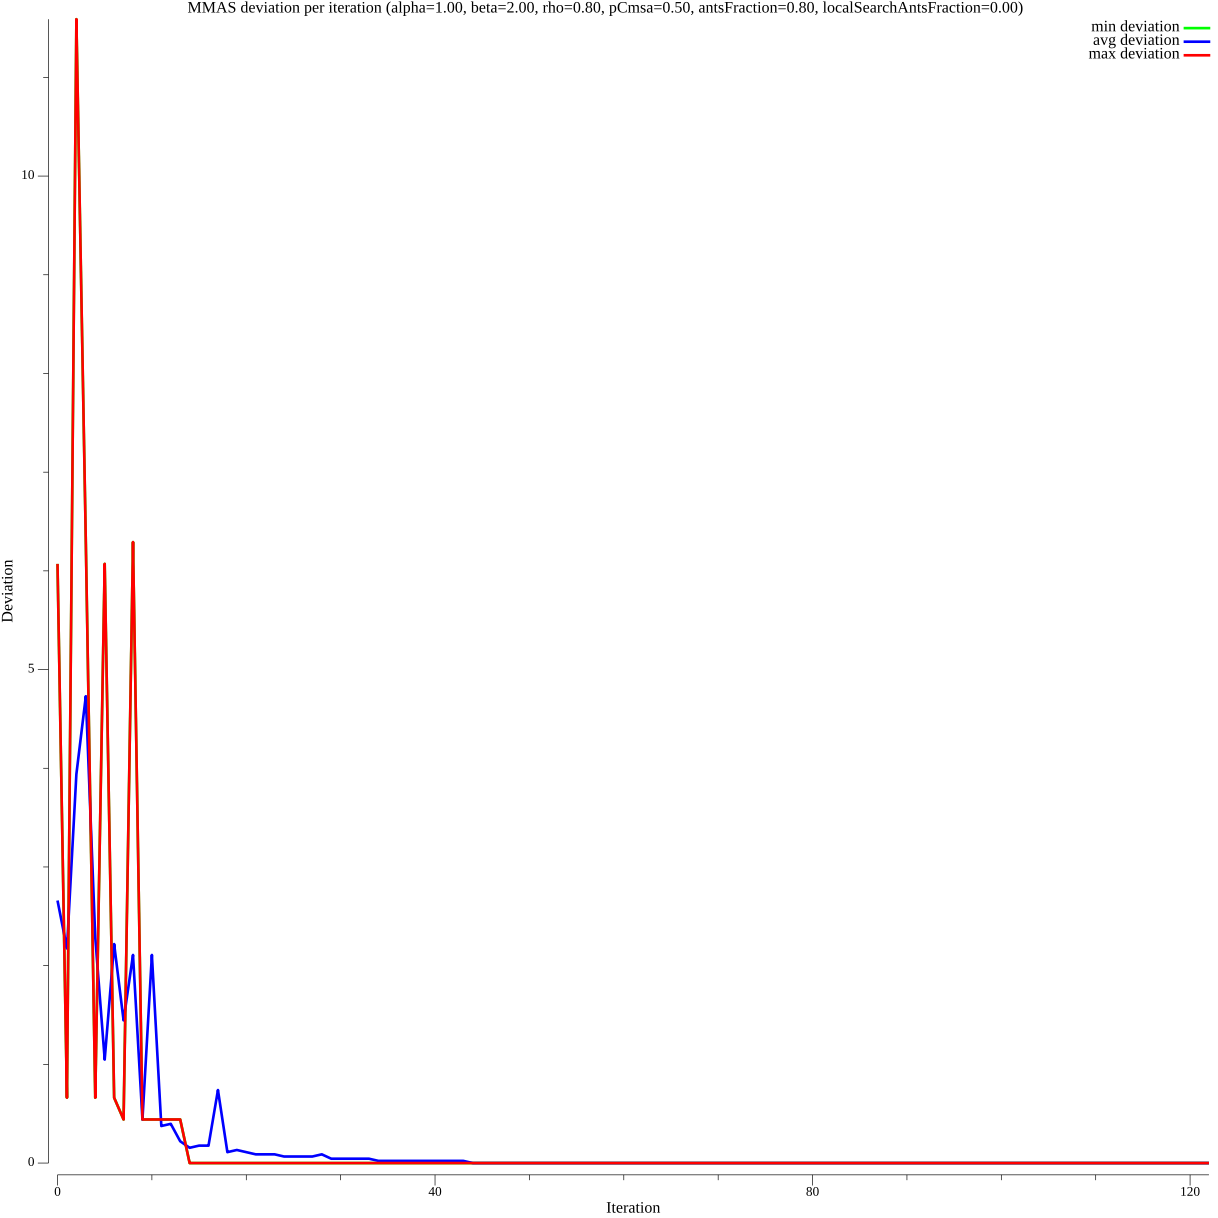 MMAS deviation per iteration (alpha=1.00, beta=2.00, rho=0.80, pCmsa=0.50, antsFraction=0.80, localSearchAntsFraction=0.00)
min deviation
avg deviation
max deviation
10
5
0
Deviation
0 40 80 120
Iteration